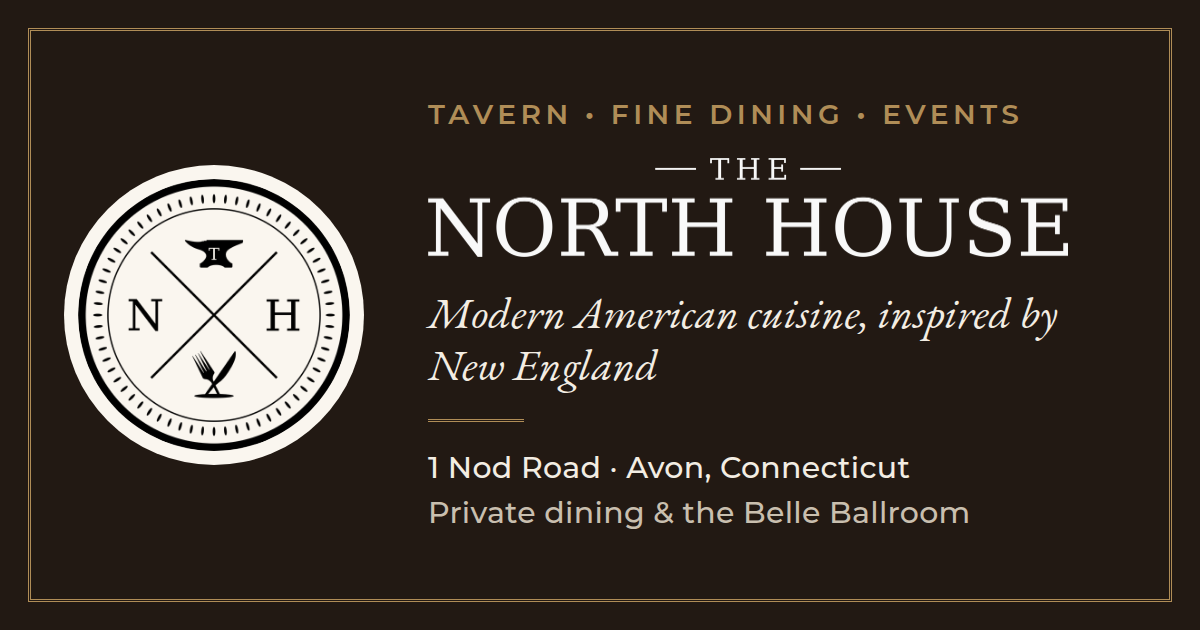 T
N H
TAVERN • FINE DINING • EVENTS
— THE —
NORTH HOUSE
Modern American cuisine, inspired by
New England
1 Nod Road · Avon, Connecticut
Private dining & the Belle Ballroom